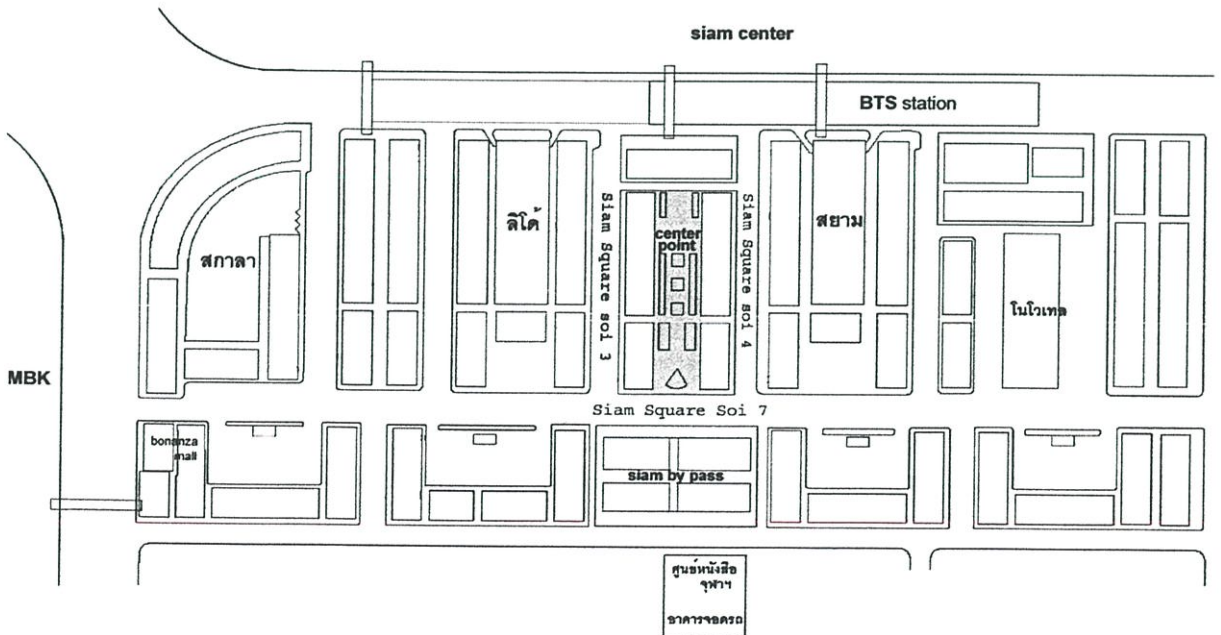 siam center
BTS station
ลิโด้
สยาม
center
point
Siam Square soi 3
Siam Square soi 4
สกาลา
โนโวเทล
MBK
Siam Square Soi 7
bonanza
mall
siam by pass
ศูนย์หนังสือ
จุฬาฯ
อาคารจอดรถ